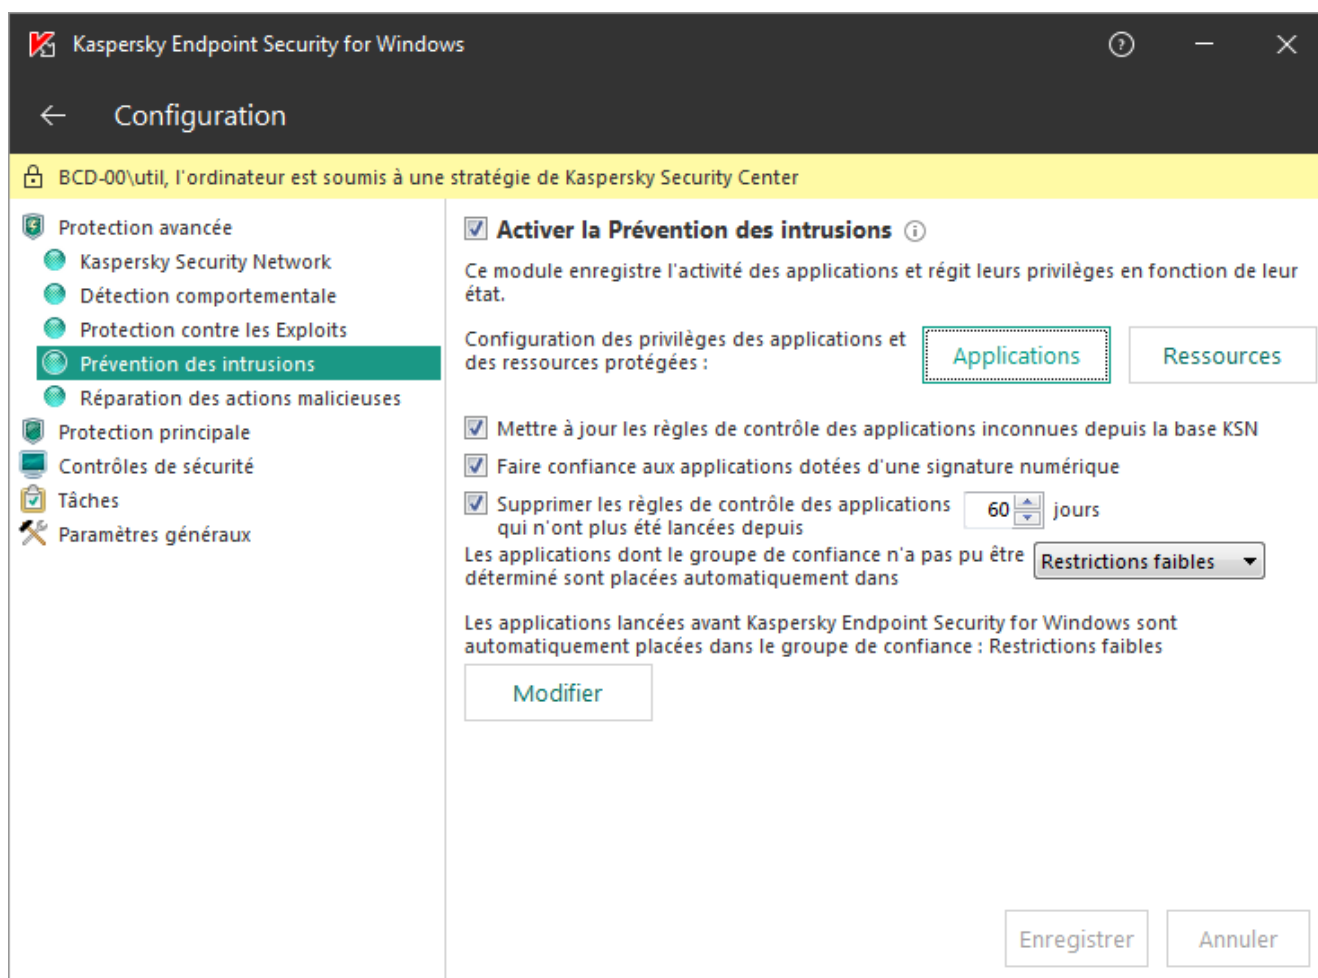 Kaspersky Endpoint Security for Windows
Configuration
BCD-00\util, l'ordinateur est soumis à une stratégie de Kaspersky Security Center
Protection avancée
Kaspersky Security Network
Détection comportementale
Protection contre les Exploits
Prévention des intrusions
Réparation des actions malicieuses
Protection principale
Contrôles de sécurité
Tâches
Paramètres généraux
Activer la Prévention des intrusions
Ce module enregistre l'activité des applications et régit leurs privilèges en fonction de leur
état.
Configuration des privilèges des applications et
des ressources protégées :
Applications
Ressources
Mettre à jour les règles de contrôle des applications inconnues depuis la base KSN
Faire confiance aux applications dotées d'une signature numérique
Supprimer les règles de contrôle des applications
qui n'ont plus été lancées depuis
60
jours
Les applications dont le groupe de confiance n'a pas pu être
déterminé sont placées automatiquement dans
Restrictions faibles
Les applications lancées avant Kaspersky Endpoint Security for Windows sont
automatiquement placées dans le groupe de confiance : Restrictions faibles
Modifier
Enregistrer
Annuler